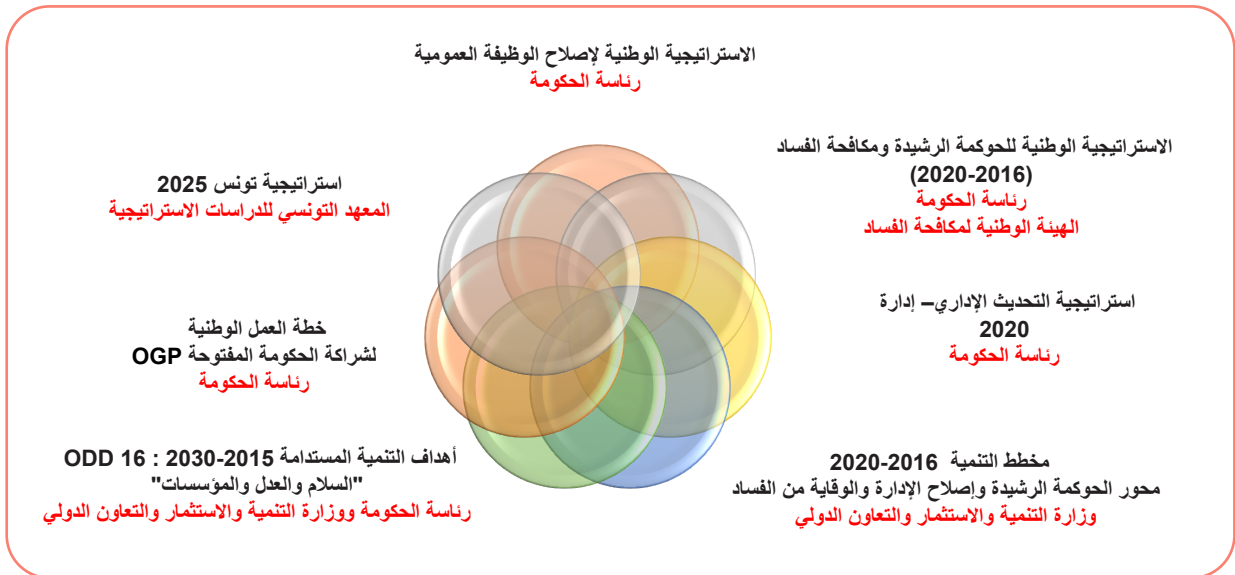 الاستراتيجية الوطنية لإصلاح الوظيفة العمومية
رئاسة الحكومة
الاستراتيجية الوطنية للحوكمة الرشيدة ومكافحة الفساد
(2016-2020)
رئاسة الحكومة
الهيئة الوطنية لمكافحة الفساد
استراتيجية التحديث الإداري– إدارة
2020
رئاسة الحكومة
مخطط التنمية 2016-2020
محور الحوكمة الرشيدة وإصلاح الإدارة والوقاية من الفساد
وزارة التنمية والاستثمار والتعاون الدولي
أهداف التنمية المستدامة 2015-2030 : ODD 16
"السلام والعدل والمؤسسات"
رئاسة الحكومة ووزارة التنمية والاستثمار والتعاون الدولي
خطة العمل الوطنية
لشراكة الحكومة المفتوحة OGP
رئاسة الحكومة
استراتيجية تونس 2025
المعهد التونسي للدراسات الاستراتيجية